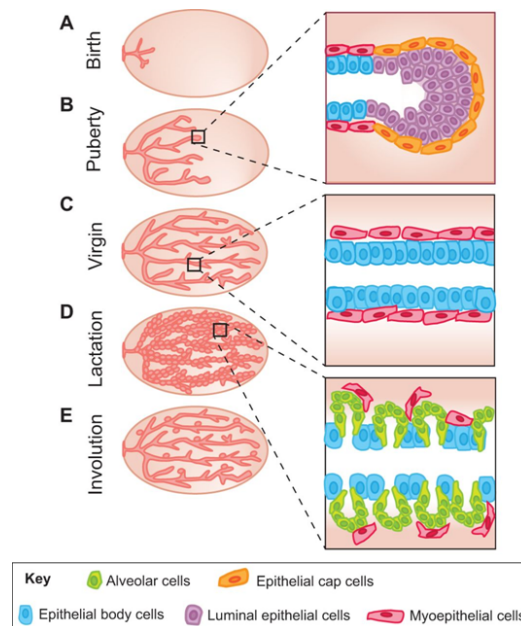 A
Birth
B
Puberty
C
Virgin
D
Lactation
E
Involution
Key
Alveolar cells
Epithelial cap cells
Epithelial body cells
Luminal epithelial cells
Myoepithelial cells